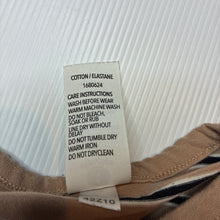 COTTON / ELASTANE
1680624
CARE INSTRUCTIONS
WASH BEFORE WEAR
WARM MACHINE WASH
DO NOT BLEACH,
SOAK OR RUB
LINE DRY WITHOUT
DELAY
DO NOT TUMBLE DRY
WARM IRON
DO NOT DRYCLEAN